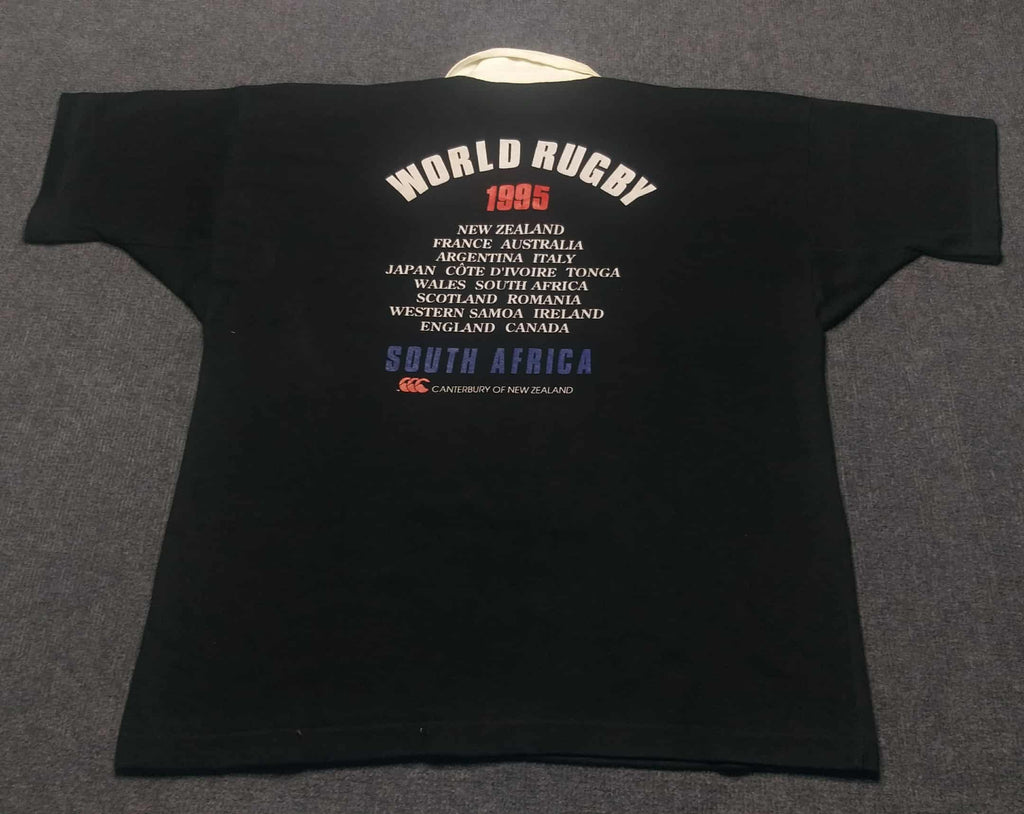 WORLD RUGBY
1995
NEW ZEALAND
FRANCE AUSTRALIA
ARGENTINA ITALY
JAPAN CÔTE D'IVOIRE TONGA
WALES SOUTH AFRICA
SCOTLAND ROMANIA
WESTERN SAMOA IRELAND
ENGLAND CANADA
SOUTH AFRICA
CANTERBURY OF NEW ZEALAND